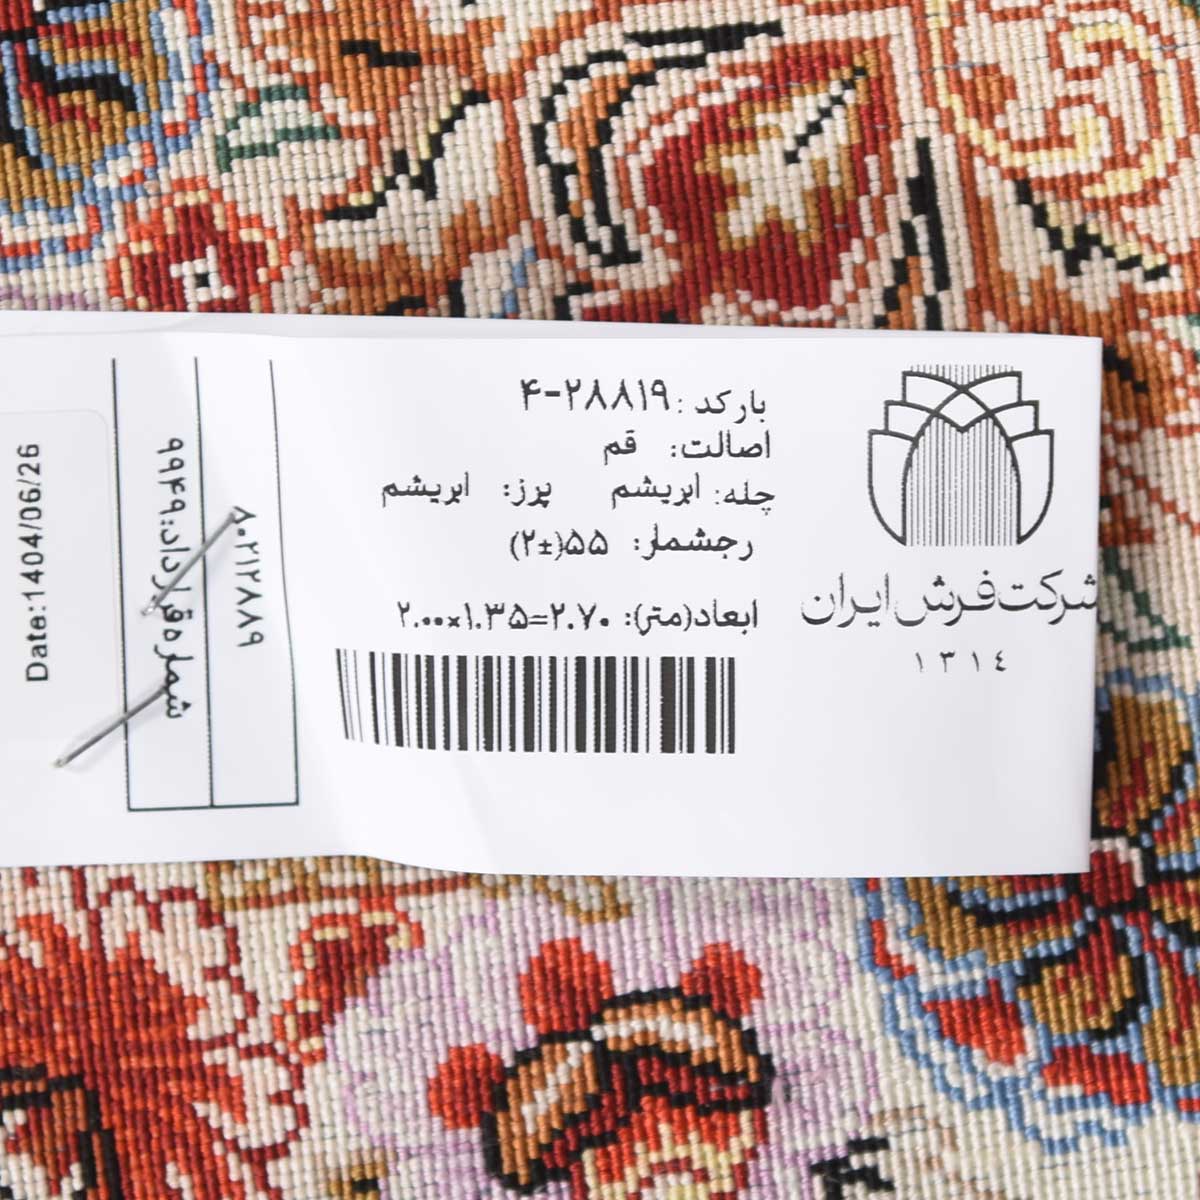 بارکد: ۴-۲۸۸۱۹
اصالت: قم
چله: ابریشم پرز: ابریشم
رجشمار: ۵۵(±۲)
ابعاد(متر): ۲.۰۰×۱.۳۵=۲.۷۰
شرکت فرش ایران
١٣١٤
۸۰۲۱۲۸۸۹
شماره قرارداد: ۹۹۴۹
Date:1404/06/26